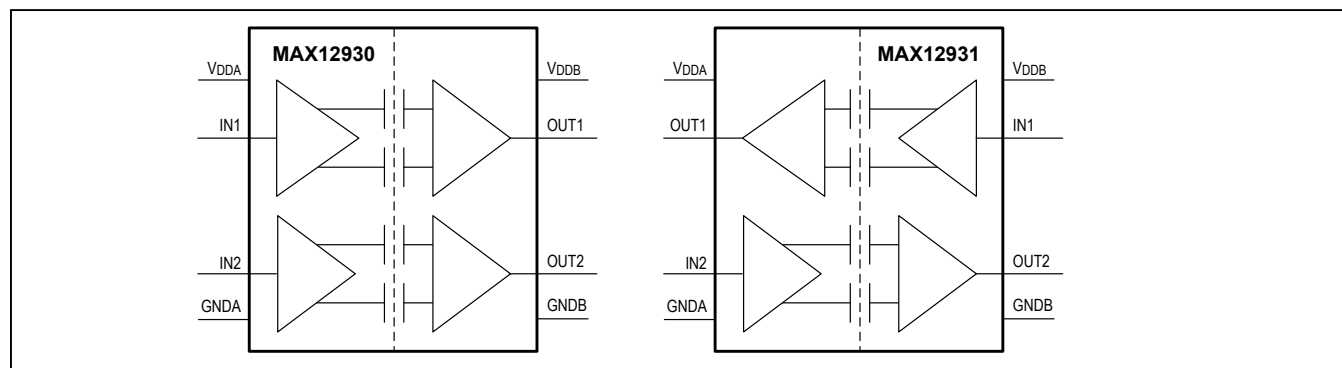 MAX12930
VDDA
VDDB
IN1
OUT1
IN2
OUT2
GNDA
GNDB
MAX12931
VDDA
VDDB
OUT1
IN1
IN2
OUT2
GNDA
GNDB